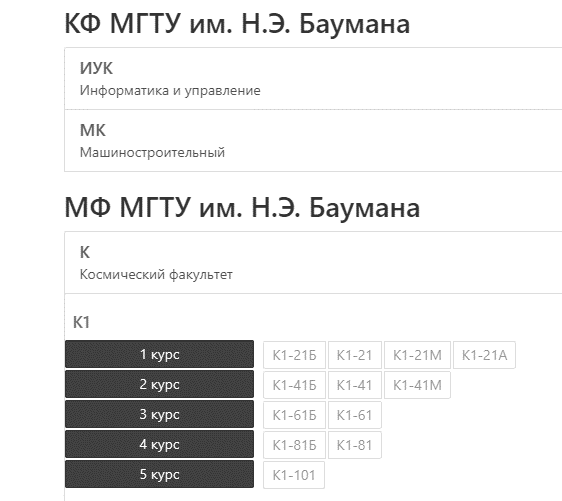 КФ МГТУ им. Н.Э. Баумана
ИУК
Информатика и управление
МК
Машиностроительный
МФ МГТУ им. Н.Э. Баумана
К
Космический факультет
К1
1 курс К1-21Б К1-21 К1-21М К1-21А
2 курс К1-41Б К1-41 К1-41М
3 курс К1-61Б К1-61
4 курс К1-81Б К1-81
5 курс К1-101